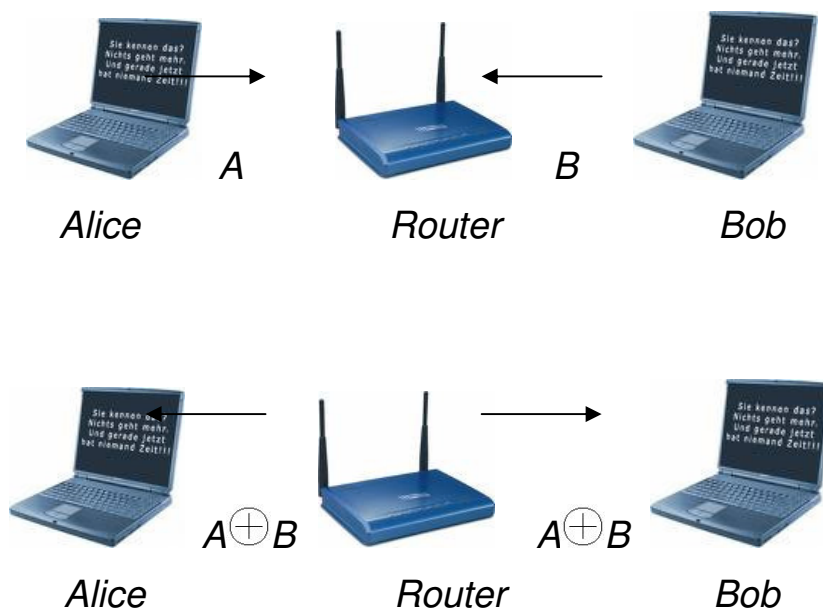 Sie kennen das?
Nichts geht mehr.
Und gerade jetzt
hat niemand Zeit!!!
Sie kennen das?
Nichts geht mehr.
Und gerade jetzt
hat niemand Zeit!!!
A
B
Alice
Router
Bob
Sie kennen das?
Nichts geht mehr.
Und gerade jetzt
hat niemand Zeit!!!
Sie kennen das?
Nichts geht mehr.
Und gerade jetzt
hat niemand Zeit!!!
A⊕B
A⊕B
Alice
Router
Bob